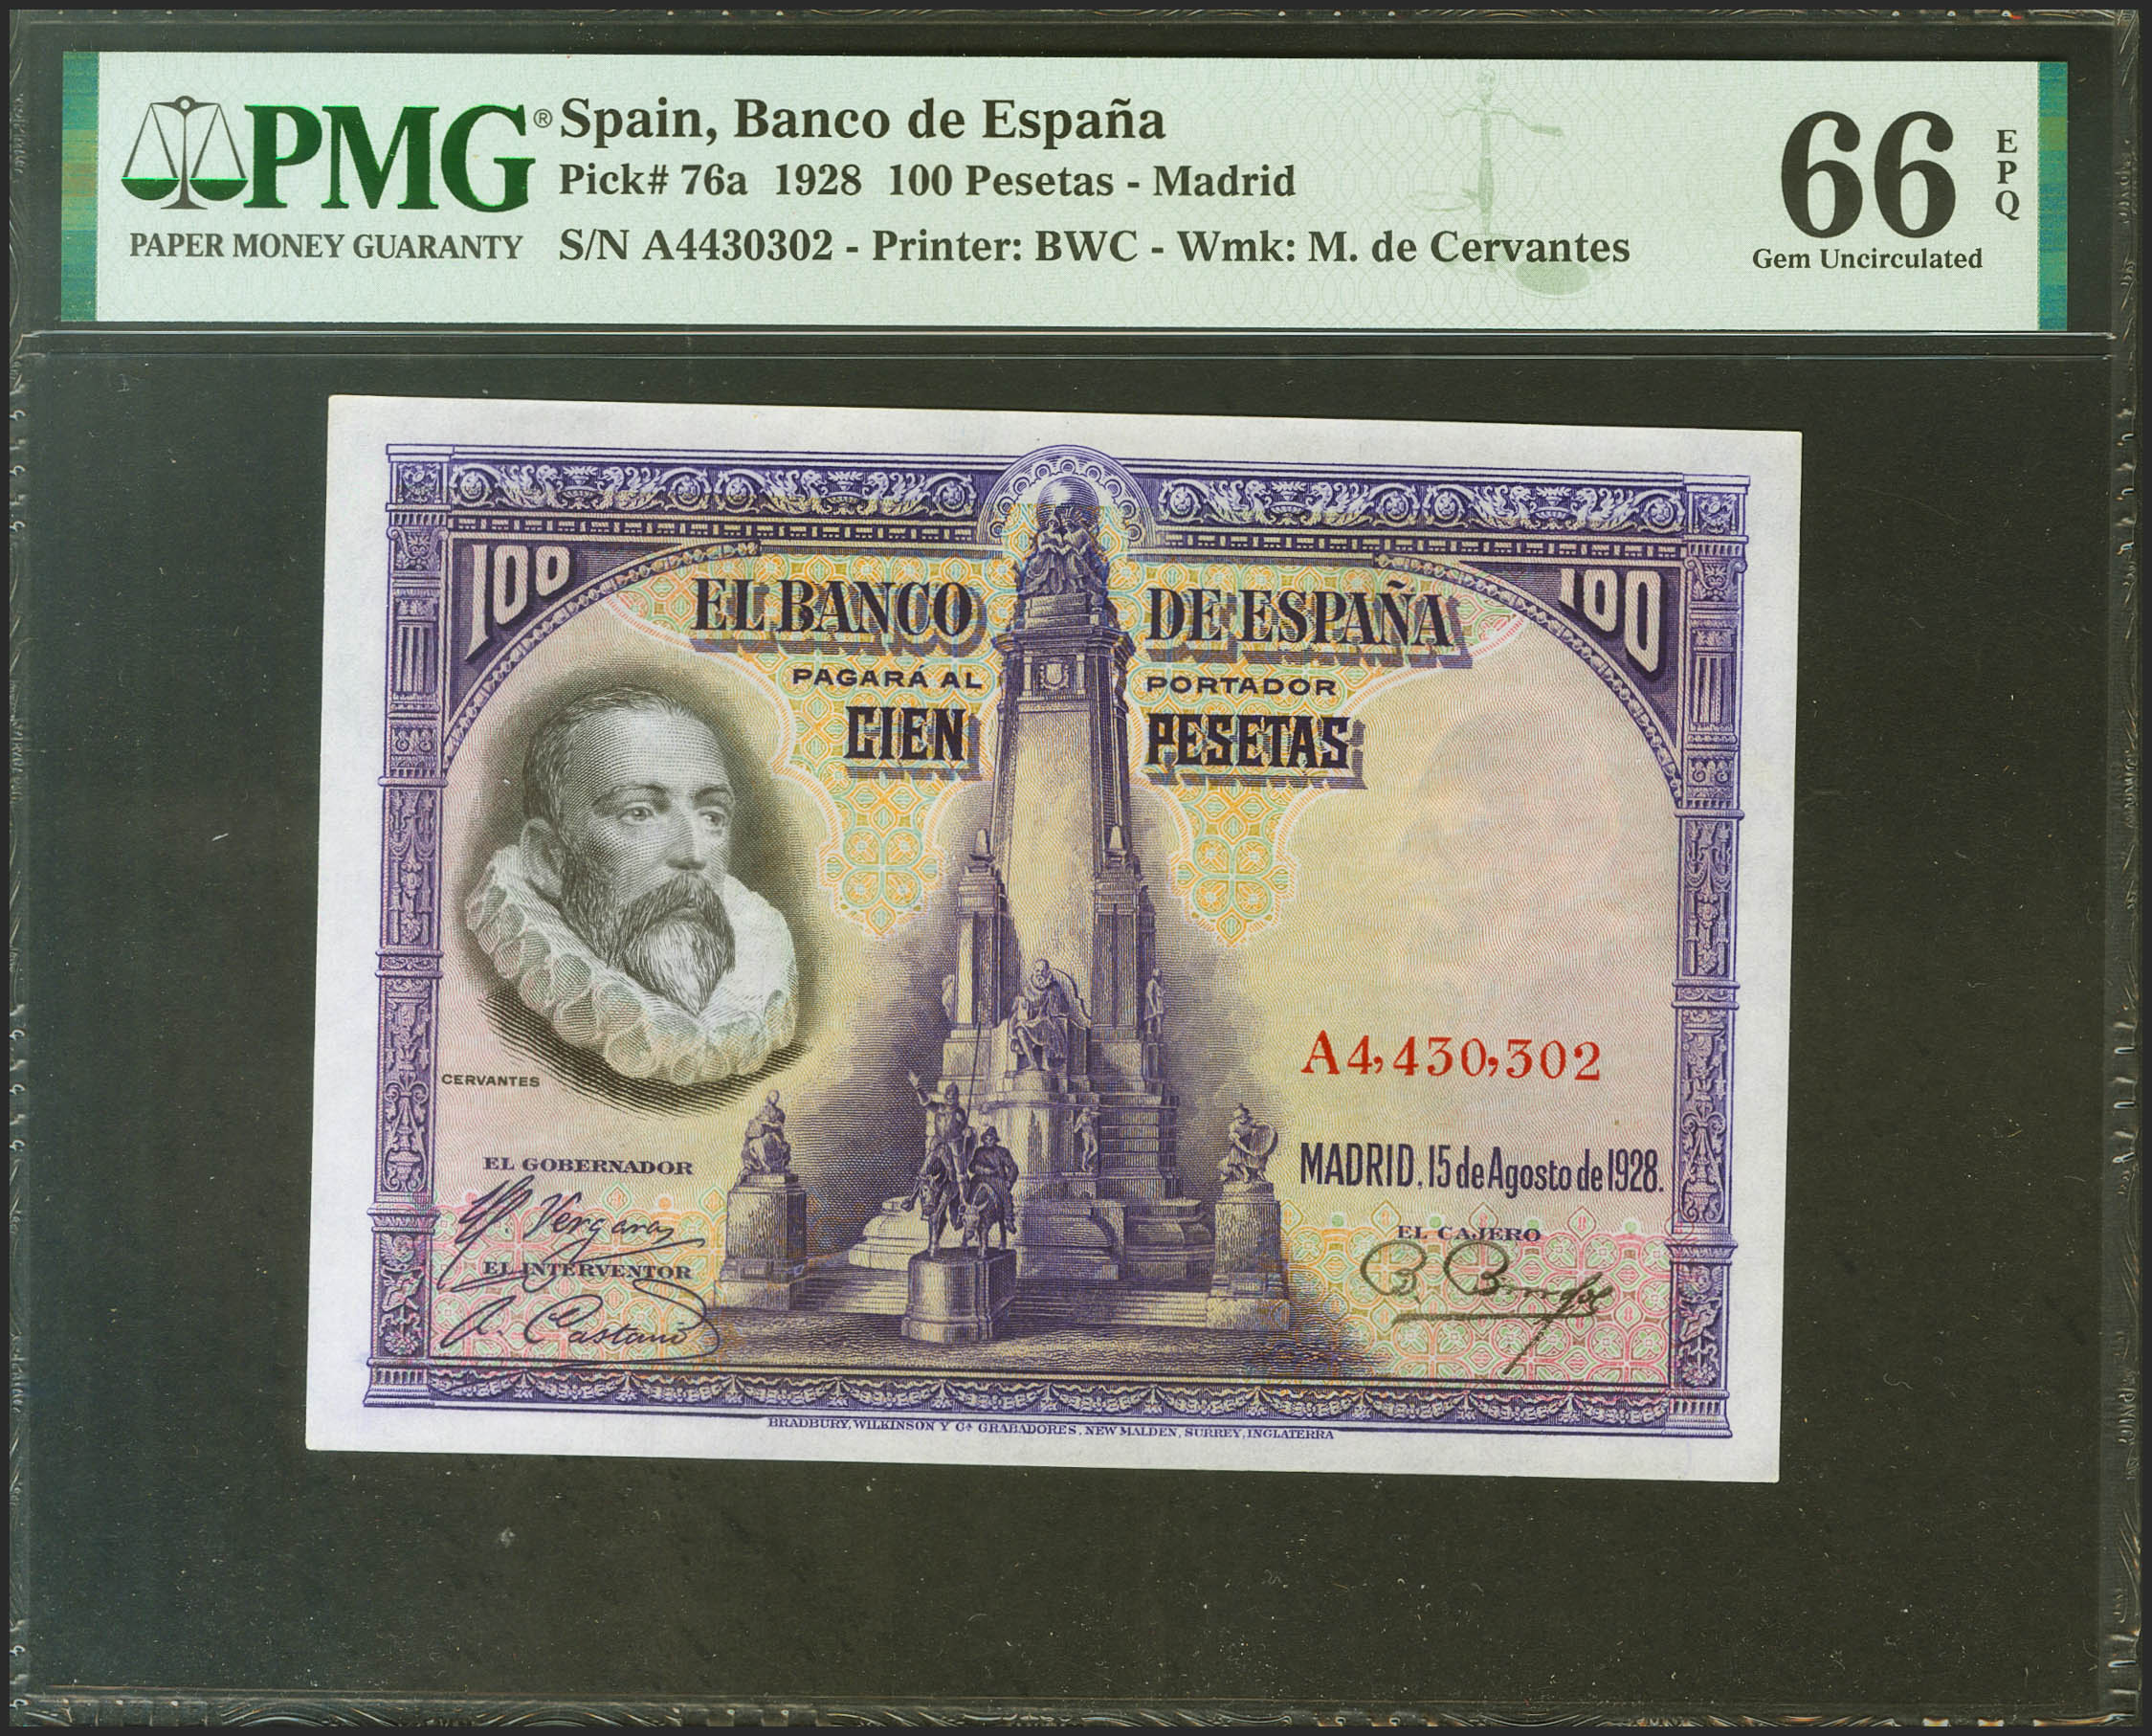 PMG®
PAPER MONEY GUARANTY
Spain, Banco de España
Pick# 76a 1928 100 Pesetas - Madrid
S/N A4430302 - Printer: BWC - Wmk: M. de Cervantes
66
EPQ
Gem Uncirculated
100
100
EL BANCO DE ESPAÑA
PAGARÁ AL PORTADOR
CIEN PESETAS
CERVANTES
A4,430,302
MADRID, 15 de Agosto de 1928.
EL GOBERNADOR
Vergara
EL INTERVENTOR
A. Castaño
EL CAJERO
BRADBURY, WILKINSON Y Cª GRABADORES, NEW MALDEN, SURREY, INGLATERRA